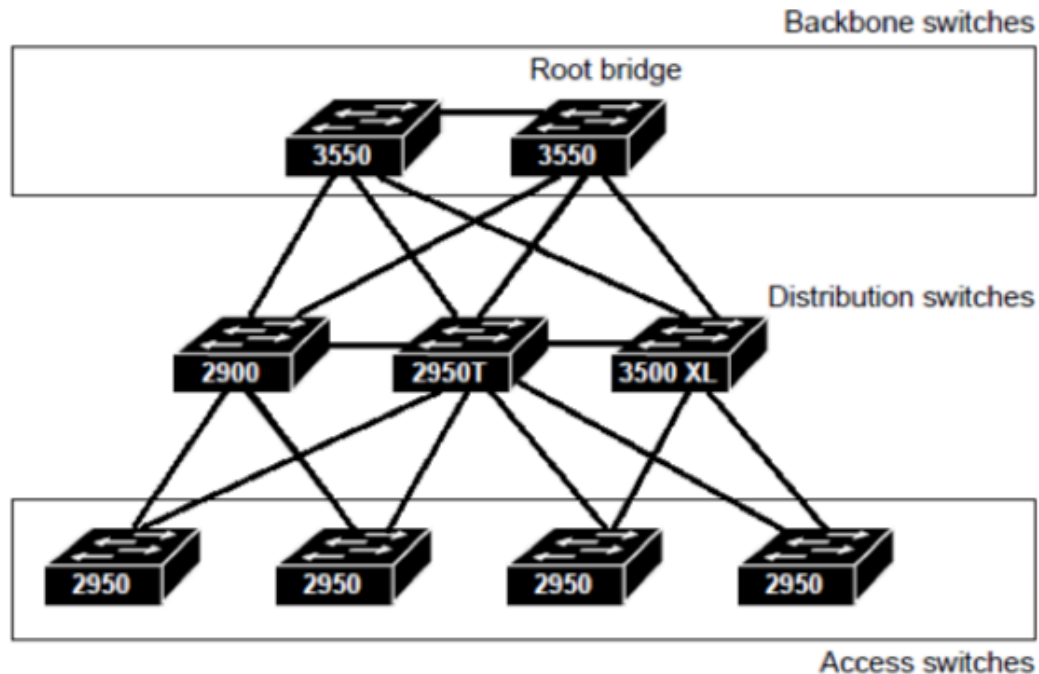 Backbone switches
Root bridge
3550 3550
Distribution switches
2900 2950T 3500 XL
2950 2950 2950 2950
Access switches